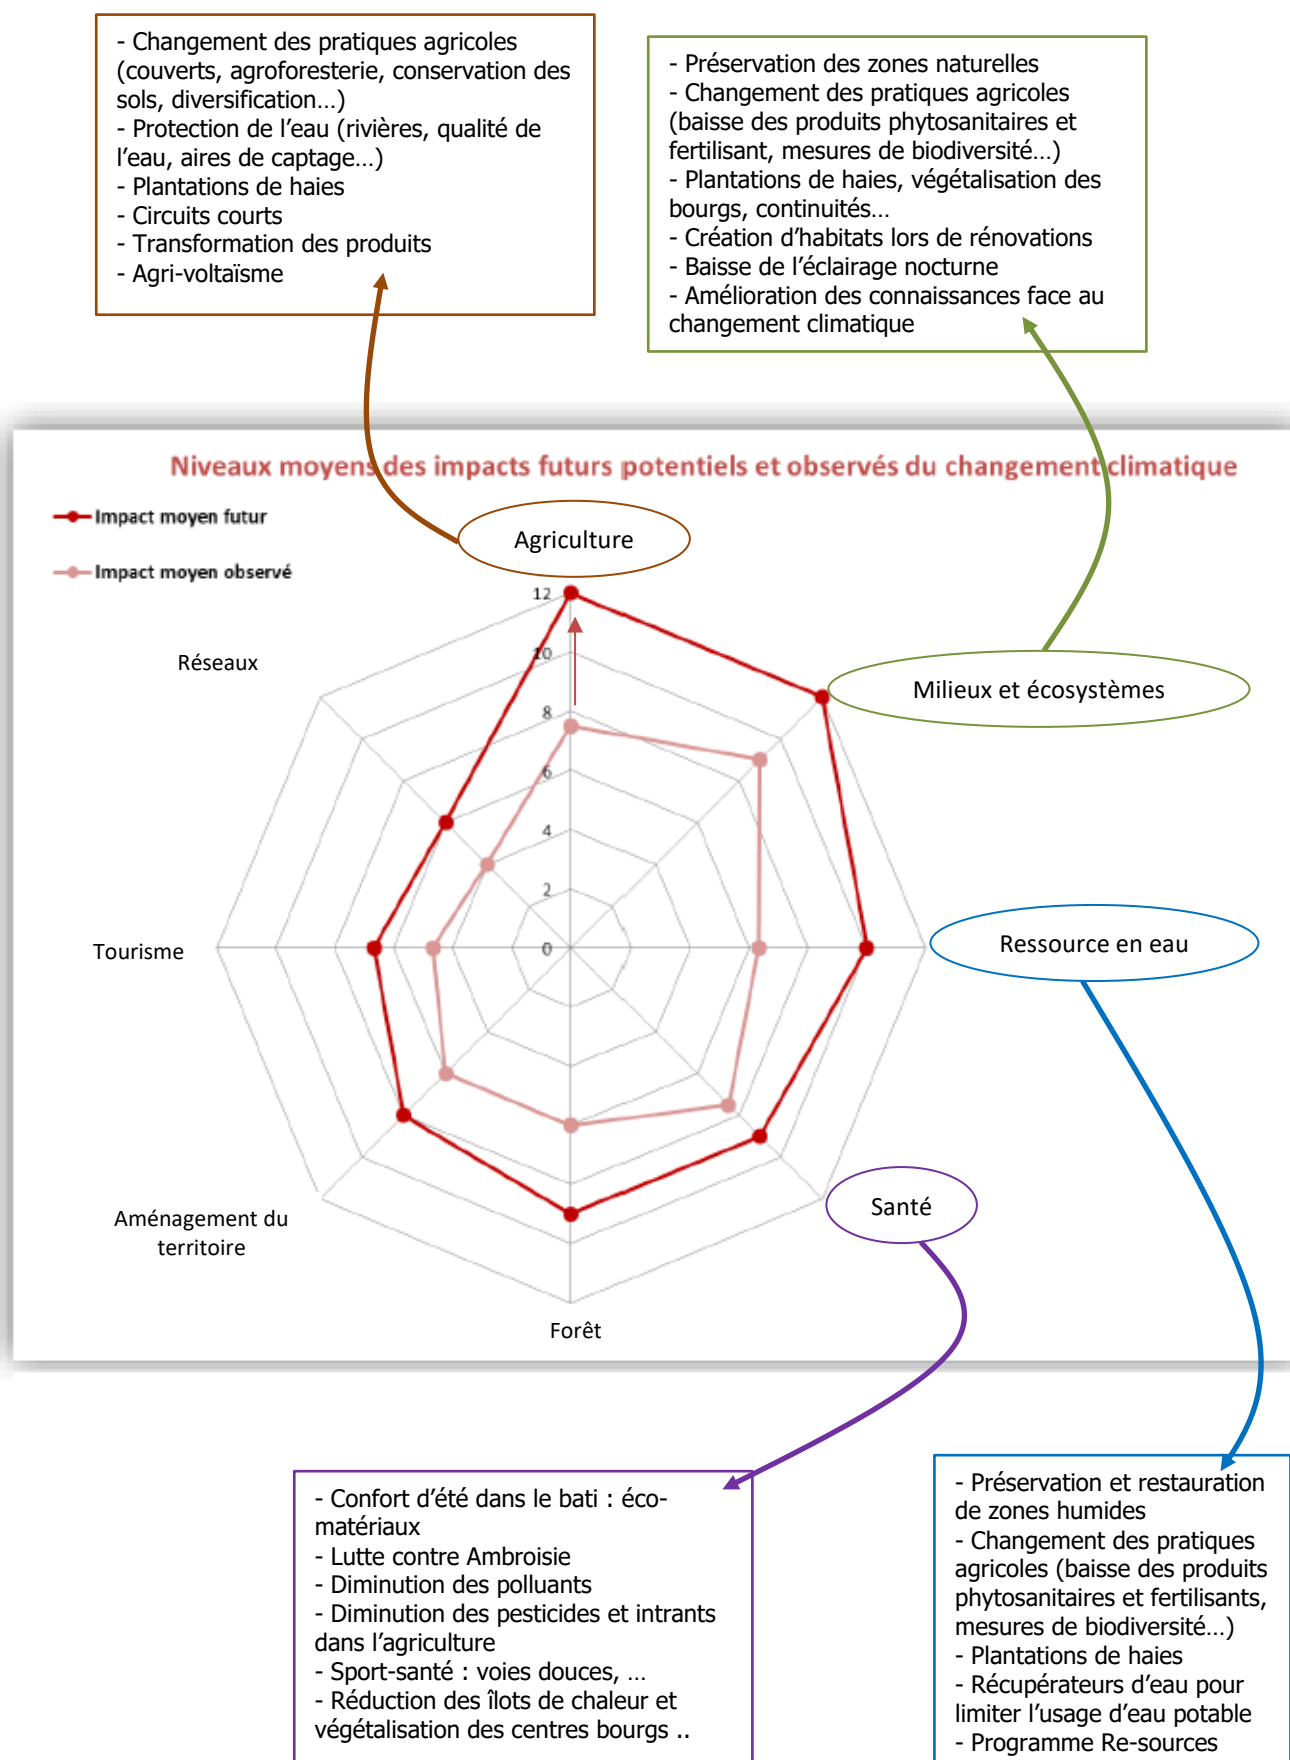 - Changement des pratiques agricoles
(couverts, agroforesterie, conservation des
sols, diversification…)
- Protection de l’eau (rivières, qualité de
l’eau, aires de captage…)
- Plantations de haies
- Circuits courts
- Transformation des produits
- Agri-voltaïsme
- Préservation des zones naturelles
- Changement des pratiques agricoles
(baisse des produits phytosanitaires et
fertilisant, mesures de biodiversité…)
- Plantations de haies, végétalisation des
bourgs, continuités…
- Création d’habitats lors de rénovations
- Baisse de l’éclairage nocturne
- Amélioration des connaissances face au
changement climatique
Niveaux moyens des impacts futurs potentiels et observés du changement climatique
Impact moyen futur
Impact moyen observé
Agriculture
12
10
8
6
4
2
0
Réseaux
Milieux et écosystèmes
Tourisme
Ressource en eau
Aménagement du
territoire
Santé
Forêt
- Confort d’été dans le bati : éco-
matériaux
- Lutte contre Ambroisie
- Diminution des polluants
- Diminution des pesticides et intrants
dans l’agriculture
- Sport-santé : voies douces, …
- Réduction des îlots de chaleur et
végétalisation des centres bourgs ..
- Préservation et restauration
de zones humides
- Changement des pratiques
agricoles (baisse des produits
phytosanitaires et fertilisants,
mesures de biodiversité…)
- Plantations de haies
- Récupérateurs d’eau pour
limiter l’usage d’eau potable
- Programme Re-sources